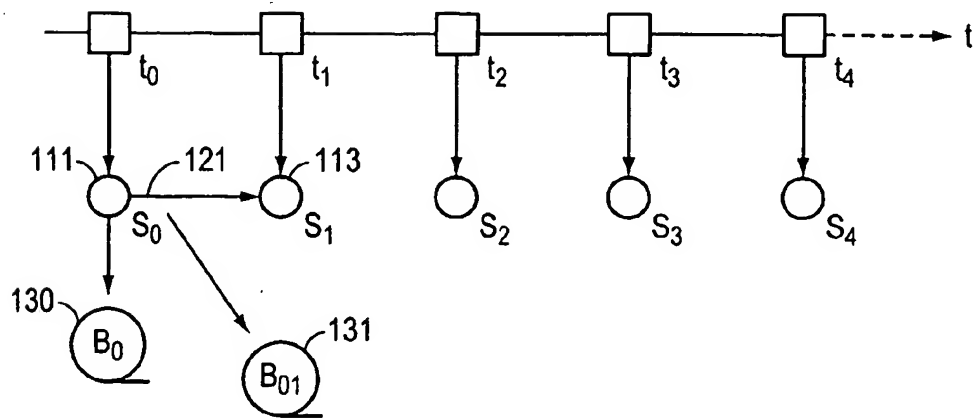 t
t₀ t₁ t₂ t₃ t₄
111 121 113
S₀ S₁ S₂ S₃ S₄
130 131
B₀
B₀₁